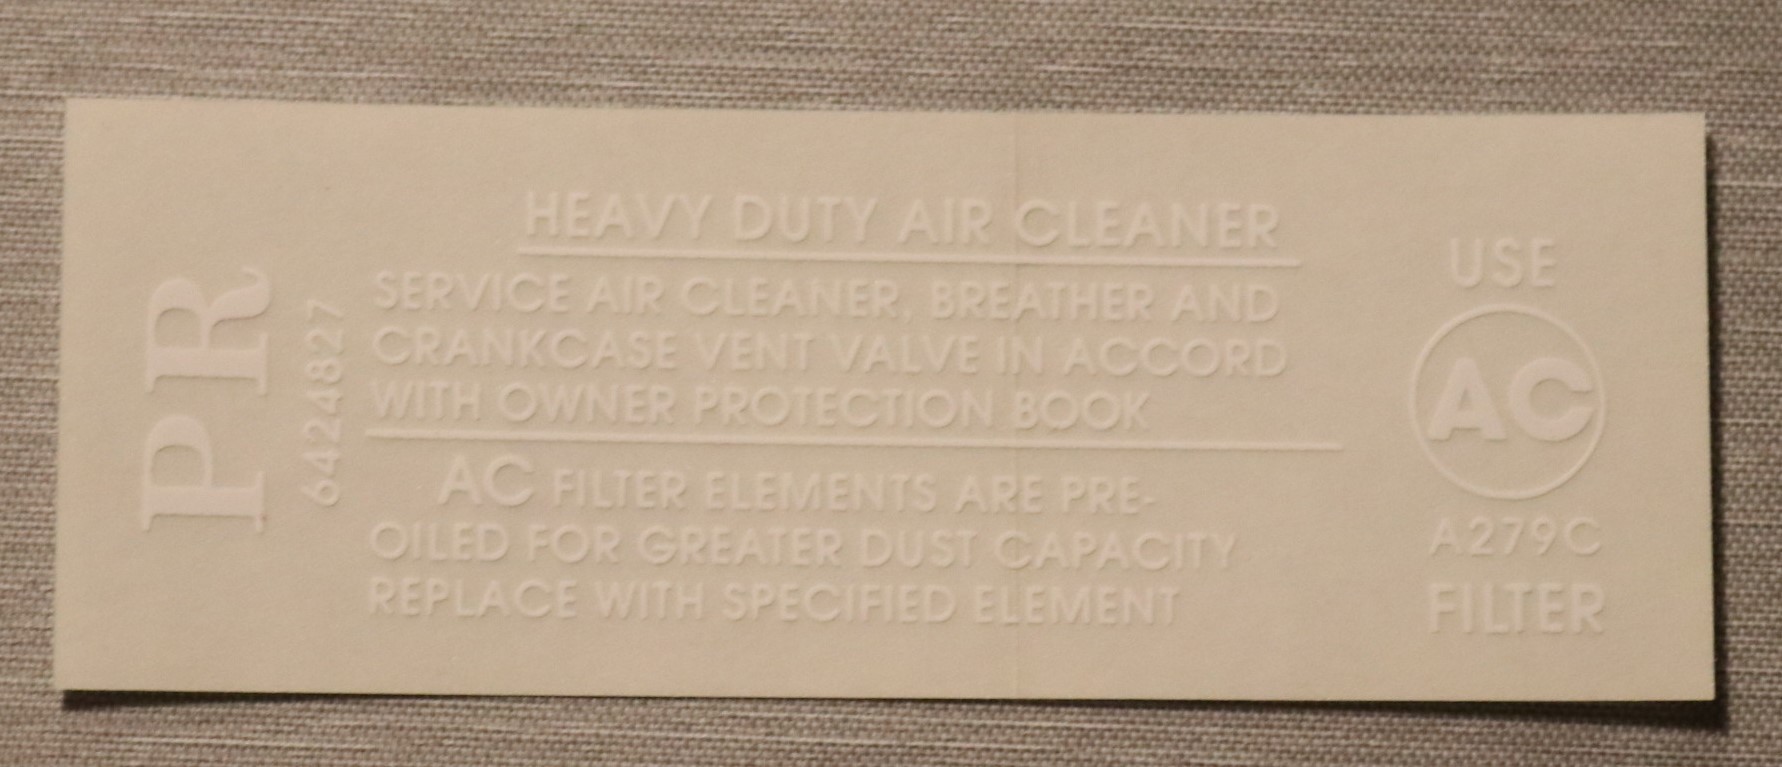 PR
6424827
HEAVY DUTY AIR CLEANER
SERVICE AIR CLEANER, BREATHER AND
CRANKCASE VENT VALVE IN ACCORD
WITH OWNER PROTECTION BOOK
AC FILTER ELEMENTS ARE PRE-
OILED FOR GREATER DUST CAPACITY
REPLACE WITH SPECIFIED ELEMENT
USE
AC
A279C
FILTER